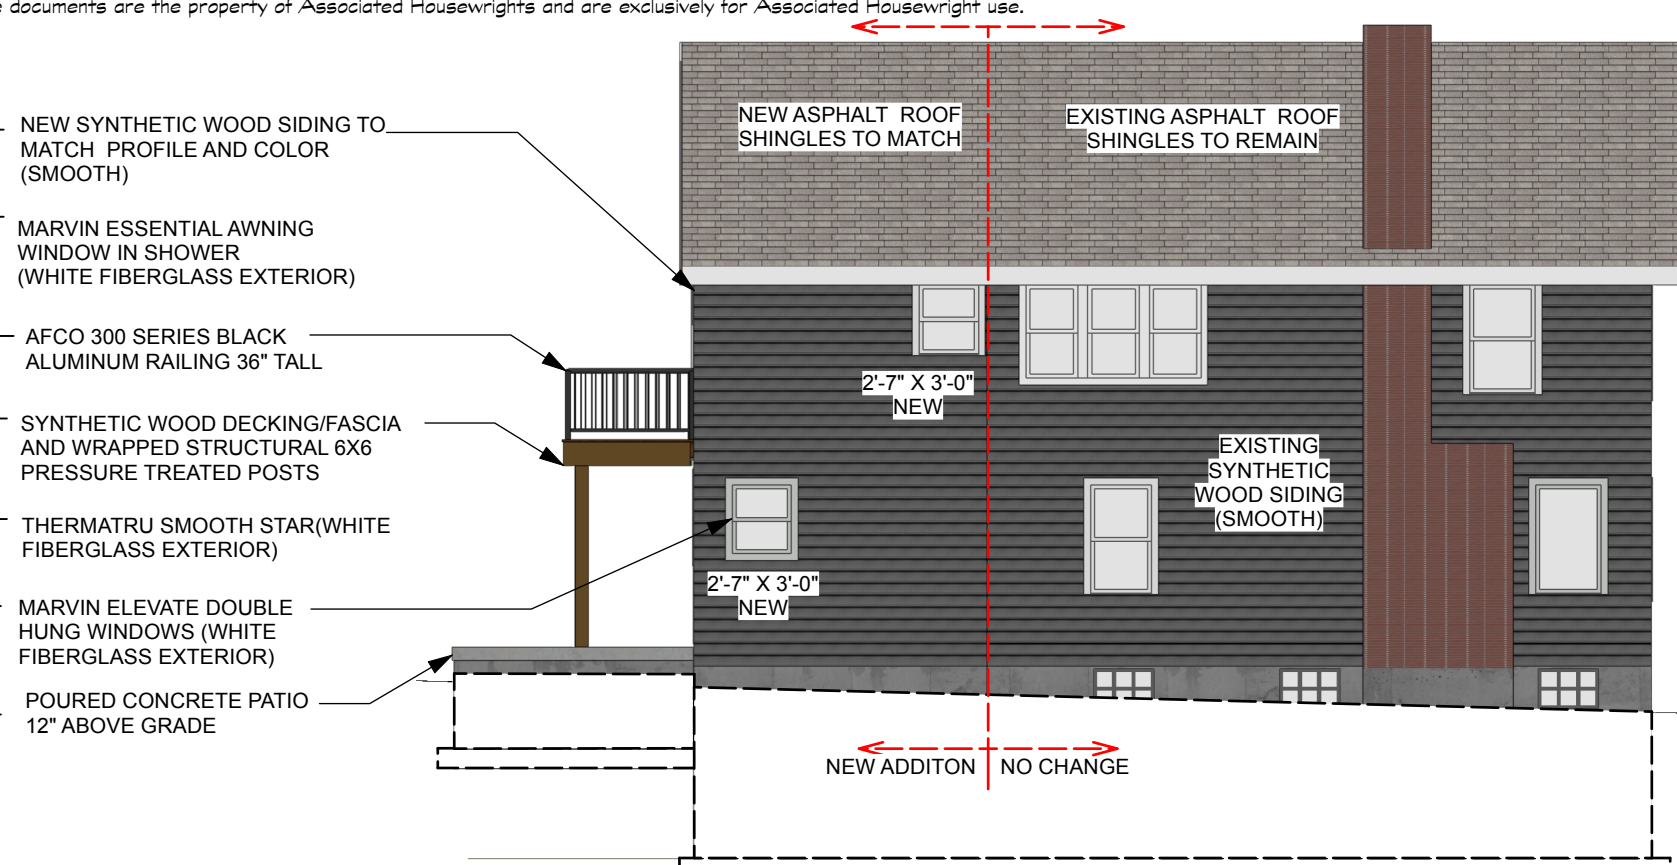 e documents are the property of Associated Housewrights and are exclusively for Associated Housewright use.
NEW SYNTHETIC WOOD SIDING TO
MATCH PROFILE AND COLOR
(SMOOTH)
MARVIN ESSENTIAL AWNING
WINDOW IN SHOWER
(WHITE FIBERGLASS EXTERIOR)
AFCO 300 SERIES BLACK
ALUMINUM RAILING 36" TALL
SYNTHETIC WOOD DECKING/FASCIA
AND WRAPPED STRUCTURAL 6X6
PRESSURE TREATED POSTS
THERMATRU SMOOTH STAR(WHITE
FIBERGLASS EXTERIOR)
MARVIN ELEVATE DOUBLE
HUNG WINDOWS (WHITE
FIBERGLASS EXTERIOR)
POURED CONCRETE PATIO
12" ABOVE GRADE
NEW ASPHALT ROOF
SHINGLES TO MATCH
EXISTING ASPHALT ROOF
SHINGLES TO REMAIN
2'-7" X 3'-0"
NEW
EXISTING
SYNTHETIC
WOOD SIDING
(SMOOTH)
2'-7" X 3'-0"
NEW
NEW ADDITON
NO CHANGE